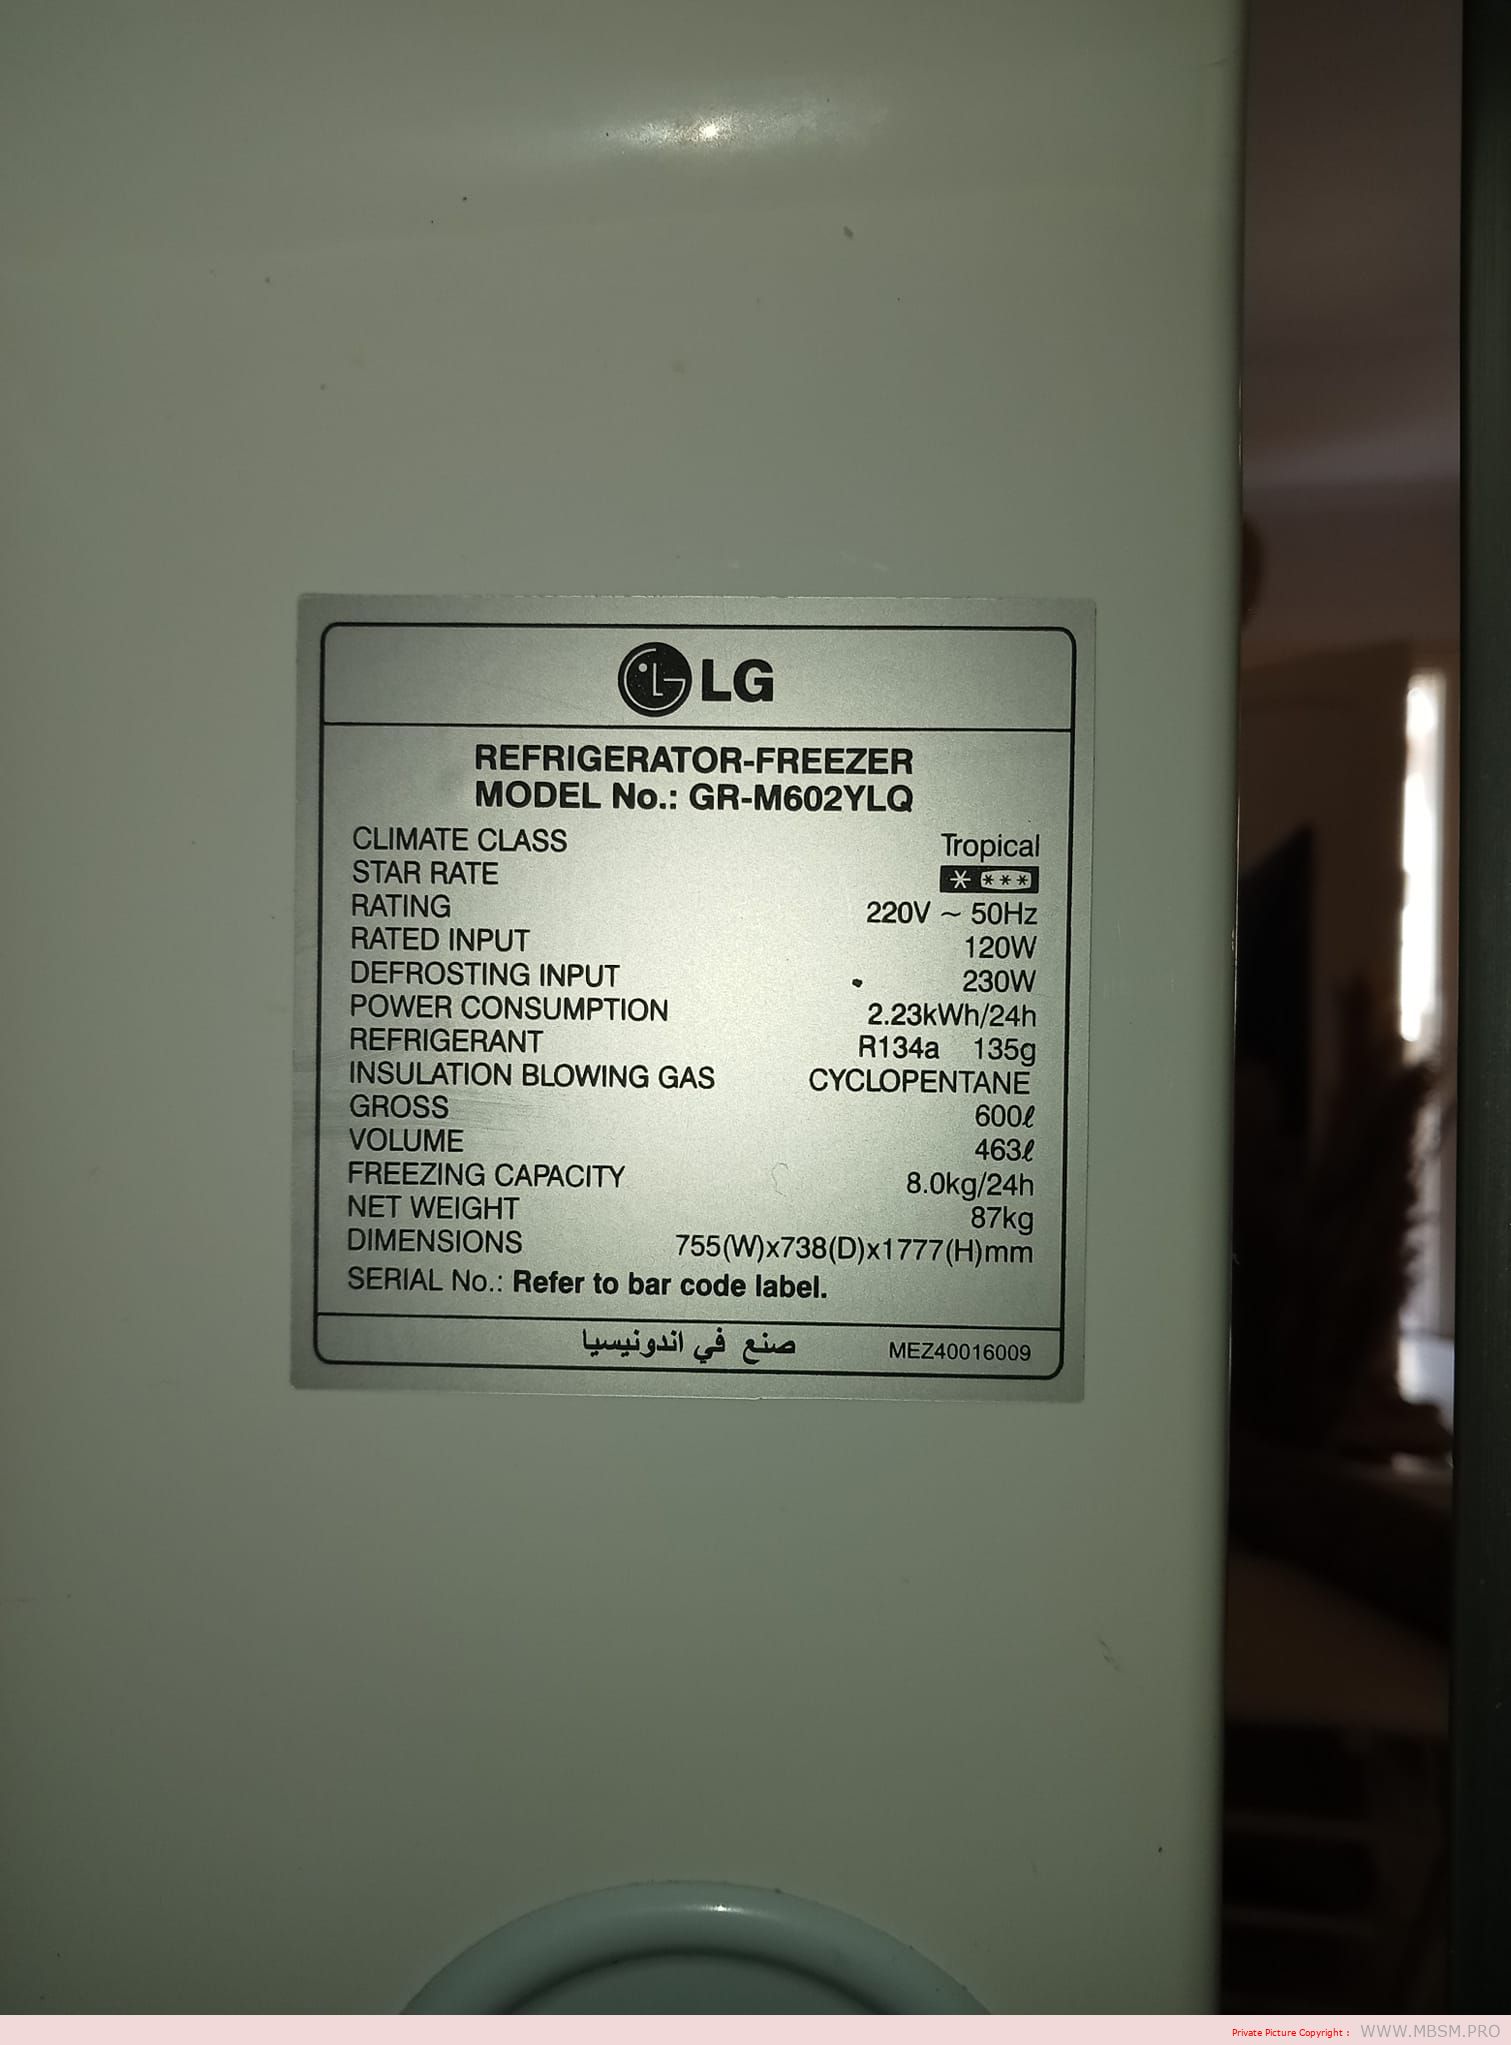 LG
REFRIGERATOR-FREEZER
MODEL No.: GR-M602YLQ
CLIMATE CLASS Tropical
STAR RATE
RATING 220V ~ 50Hz
RATED INPUT 120W
DEFROSTING INPUT 230W
POWER CONSUMPTION 2.23kWh/24h
REFRIGERANT R134a 135g
INSULATION BLOWING GAS CYCLOPENTANE
GROSS 600ℓ
VOLUME 463ℓ
FREEZING CAPACITY 8.0kg/24h
NET WEIGHT 87kg
DIMENSIONS 755(W)x738(D)x1777(H)mm
SERIAL No.: Refer to bar code label.
صنع في اندونيسيا MEZ40016009
Private Picture Copyright : WWW.MBSM.PRO